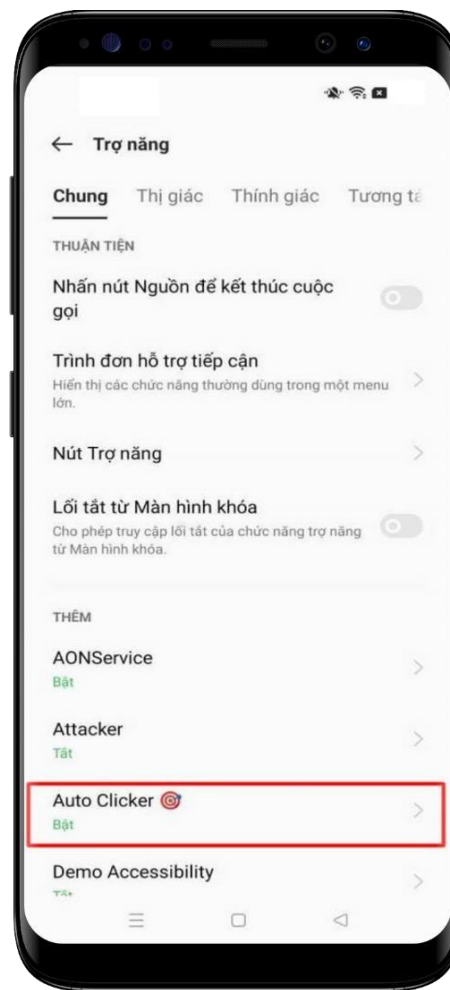 Trợ năng
Chung Thị giác Thính giác Tương tá
THUẬN TIỆN
Nhấn nút Nguồn để kết thúc cuộc
gọi
Trình đơn hỗ trợ tiếp cận
Hiển thị các chức năng thường dùng trong một menu
lớn.
Nút Trợ năng
Lối tắt từ Màn hình khóa
Cho phép truy cập lối tắt của chức năng trợ năng
từ Màn hình khóa.
THÊM
AONService
Bật
Attacker
Tắt
Auto Clicker 🎯
Bật
Demo Accessibility
Tắt